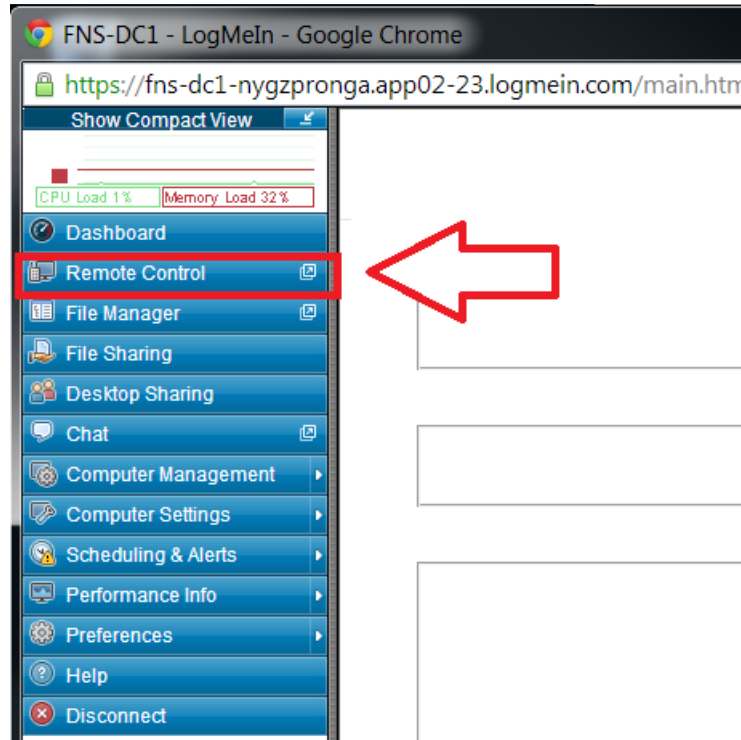 FNS-DC1 - LogMeIn - Google Chrome
https://fns-dc1-nygzpronga.app02-23.logmein.com/main.htm
Show Compact View
CPU Load 1% Memory Load 32%
Dashboard
Remote Control
File Manager
File Sharing
Desktop Sharing
Chat
Computer Management
Computer Settings
Scheduling & Alerts
Performance Info
Preferences
Help
Disconnect